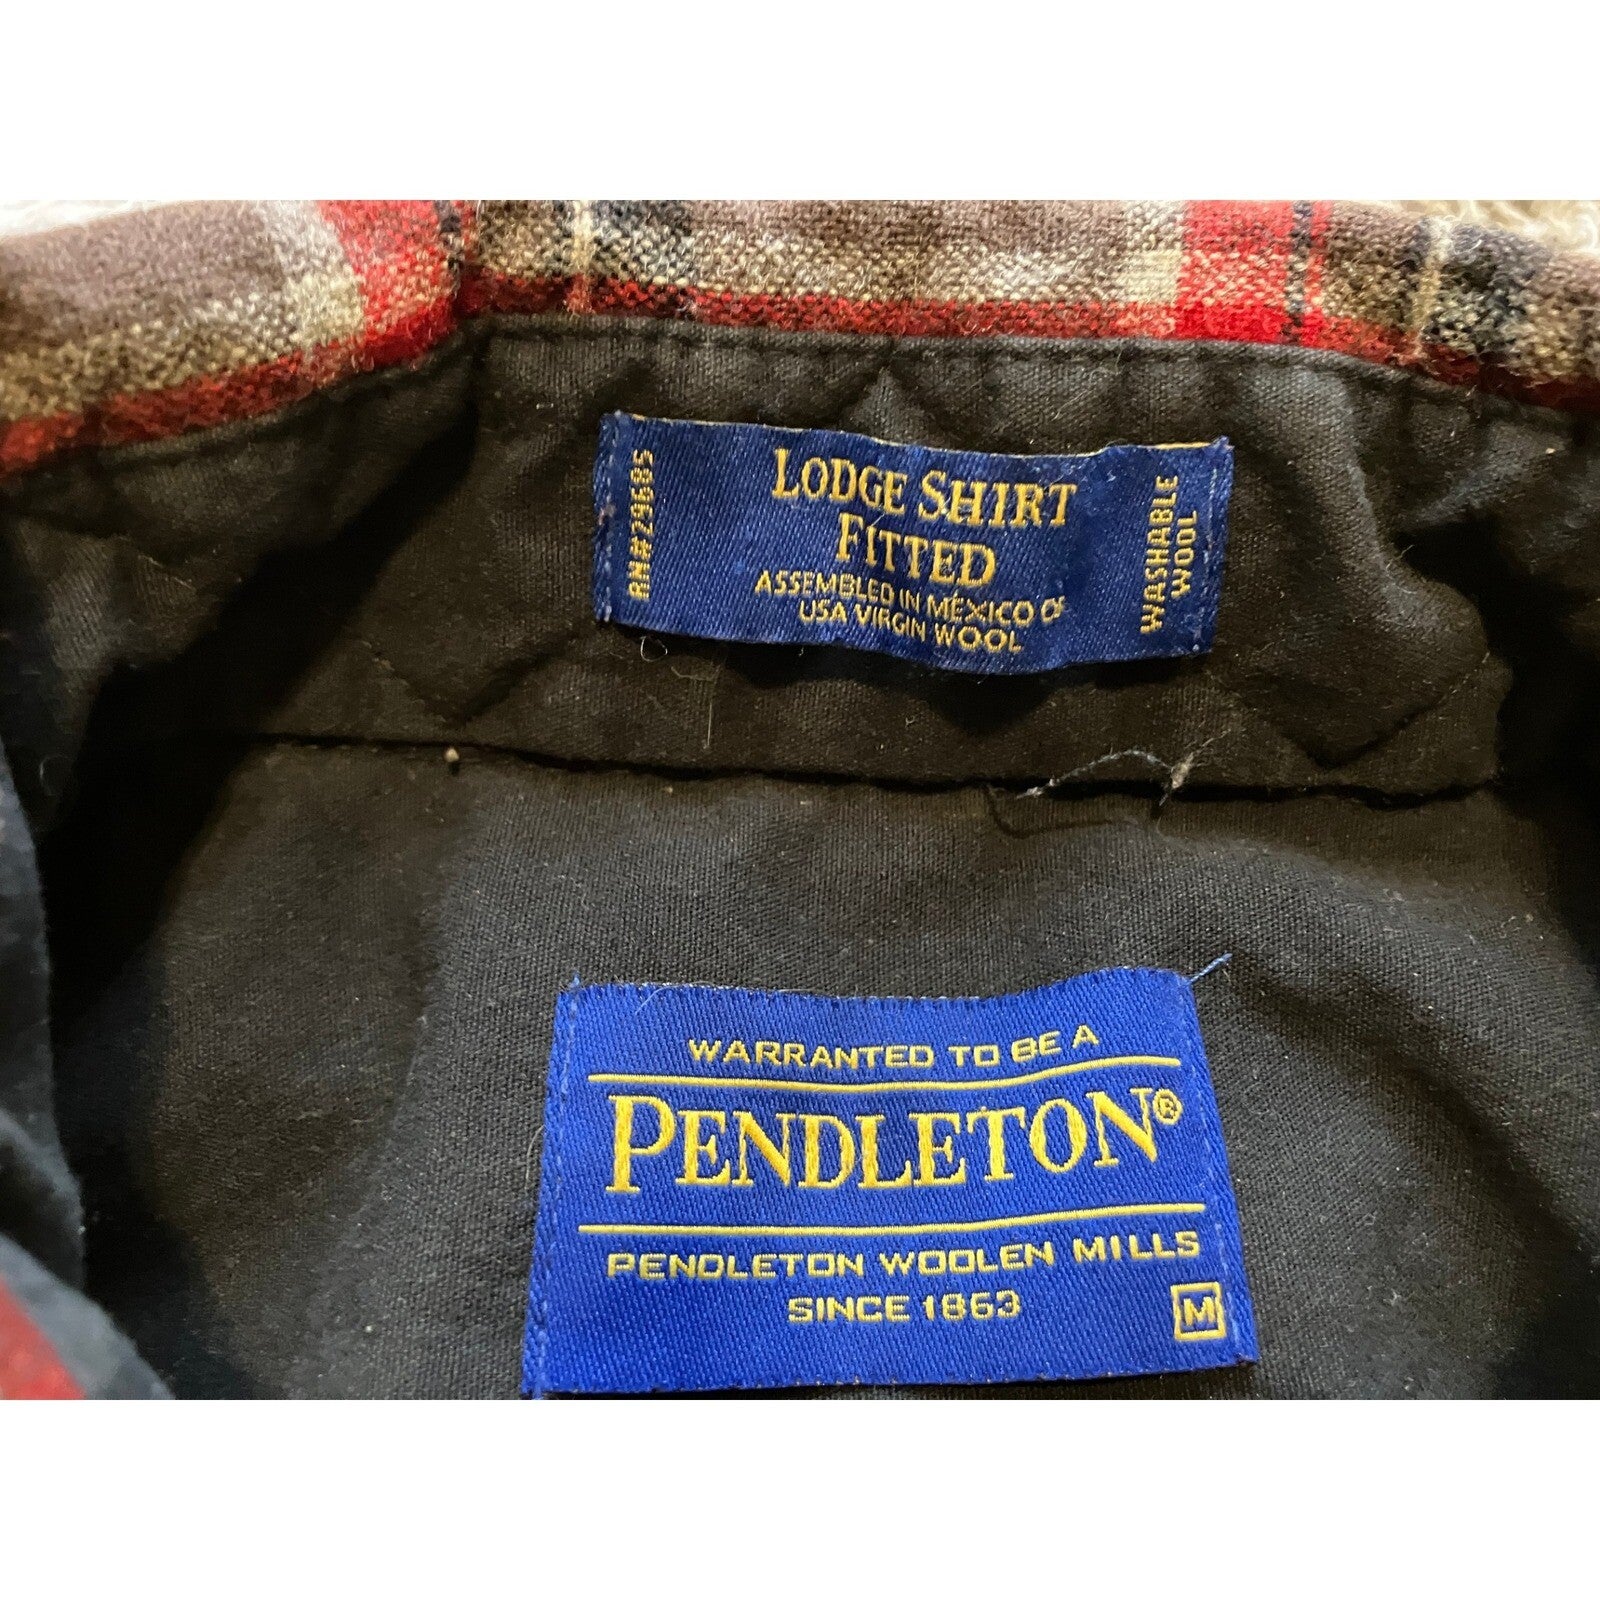 RN#29685
LODGE SHIRT
FITTED
ASSEMBLED IN MEXICO OF
USA VIRGIN WOOL
WASHABLE
WOOL
WARRANTED TO BE A
PENDLETON®
PENDLETON WOOLEN MILLS
SINCE 1863
M